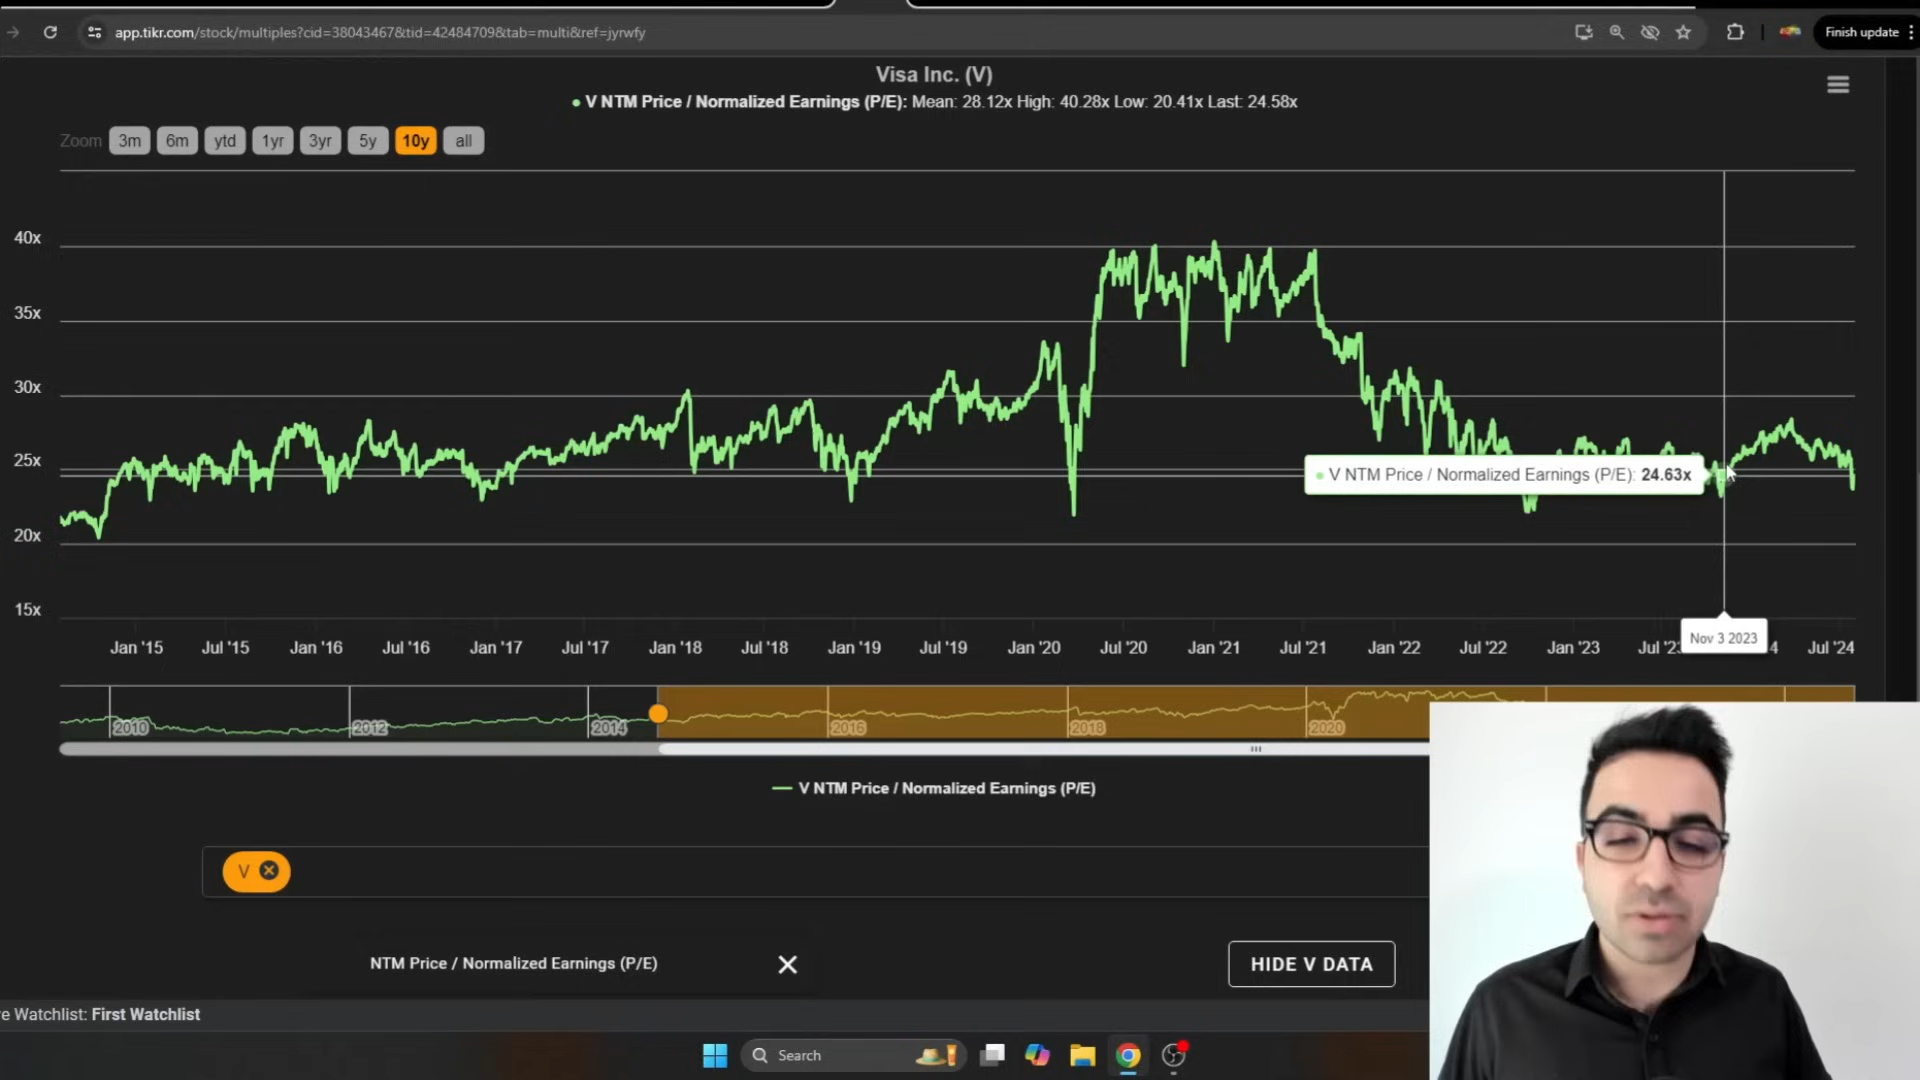 app.tikr.com/stock/multiples?cid=38043467&tid=42484709&tab=multi&ref=jyrwfy
Finish update
Visa Inc. (V)
V NTM Price / Normalized Earnings (P/E): Mean: 28.12x High: 40.28x Low: 20.41x Last: 24.58x
Zoom 3m 6m ytd 1yr 3yr 5y 10y all
40x
35x
30x
25x
20x
15x
V NTM Price / Normalized Earnings (P/E): 24.63x
Nov 3 2023
Jan '15 Jul '15 Jan '16 Jul '16 Jan '17 Jul '17 Jan '18 Jul '18 Jan '19 Jul '19 Jan '20 Jul '20 Jan '21 Jul '21 Jan '22 Jul '22 Jan '23 Jul '23 4 Jul '24
2010 2012 2014 2016 2018 2020
V NTM Price / Normalized Earnings (P/E)
V
NTM Price / Normalized Earnings (P/E)
HIDE V DATA
e Watchlist: First Watchlist
Search